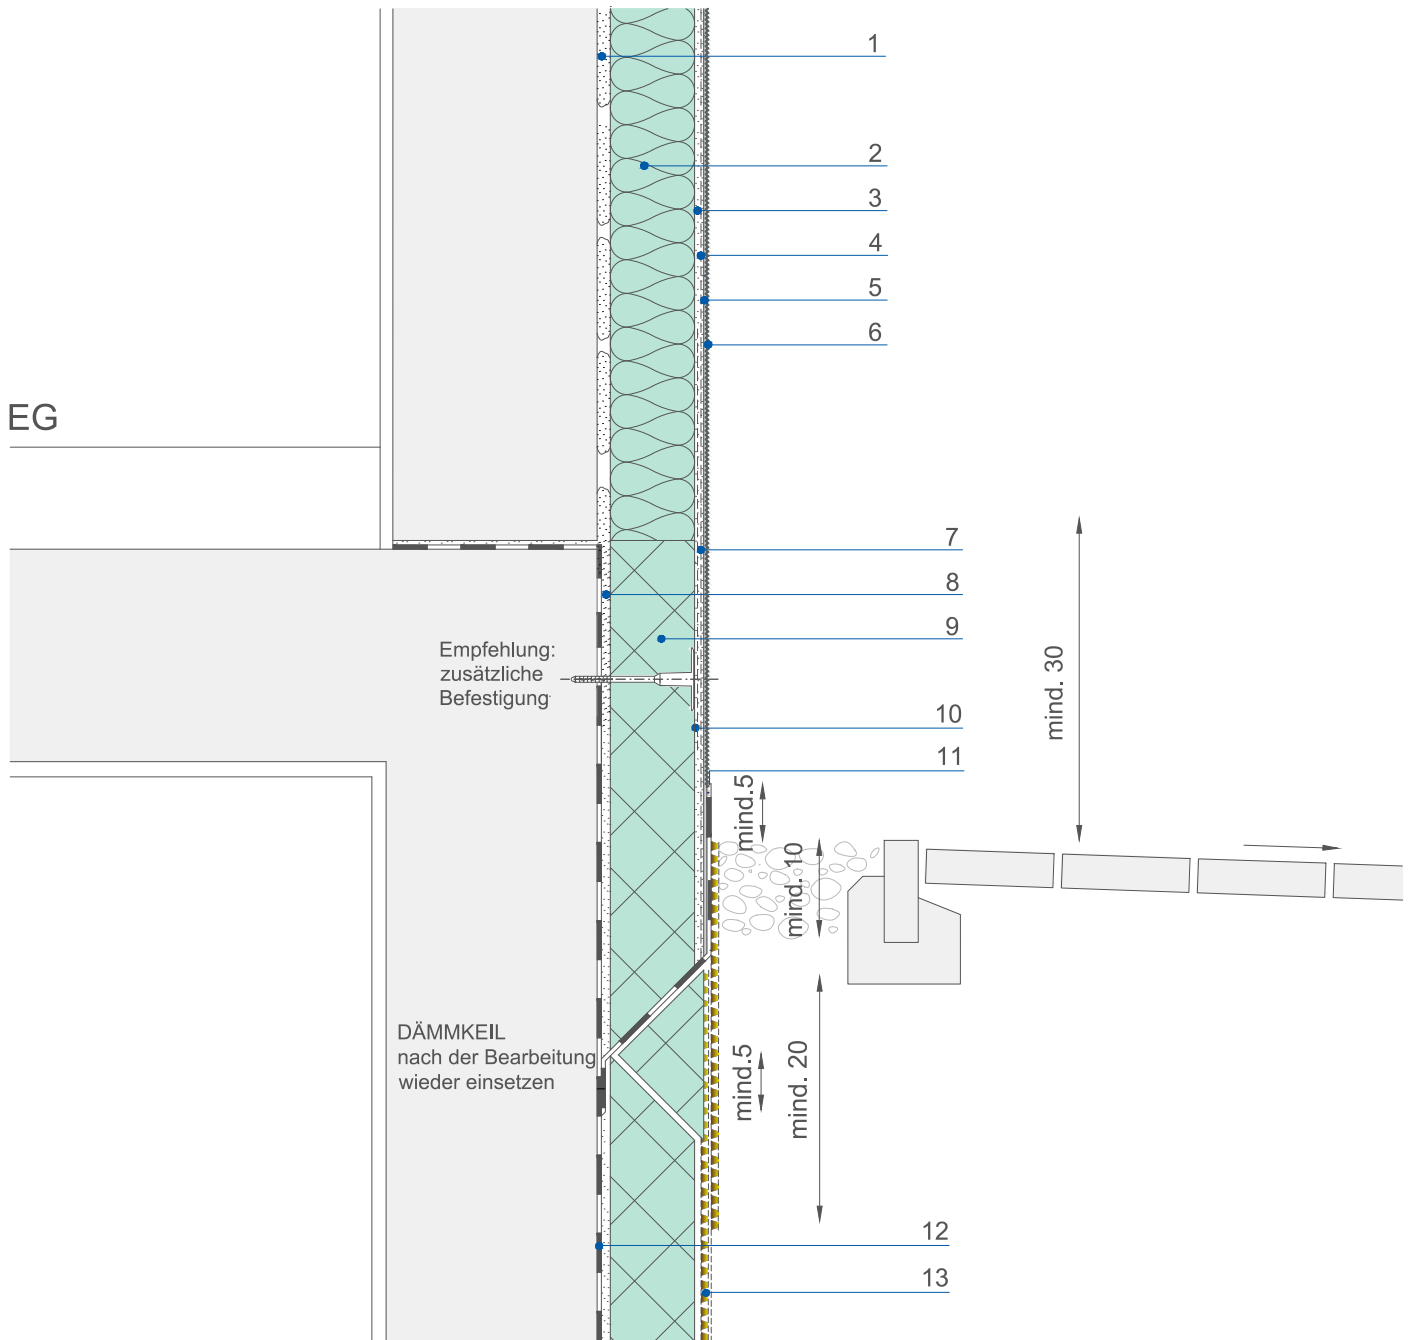 1
2
3
4
5
6
EG
7
8
9
Empfehlung:
zusätzliche
Befestigung
mind. 30
10
11
mind.5
mind. 10
DÄMMKEIL
nach der Bearbeitung
wieder einsetzen
mind.5
mind. 20
12
13